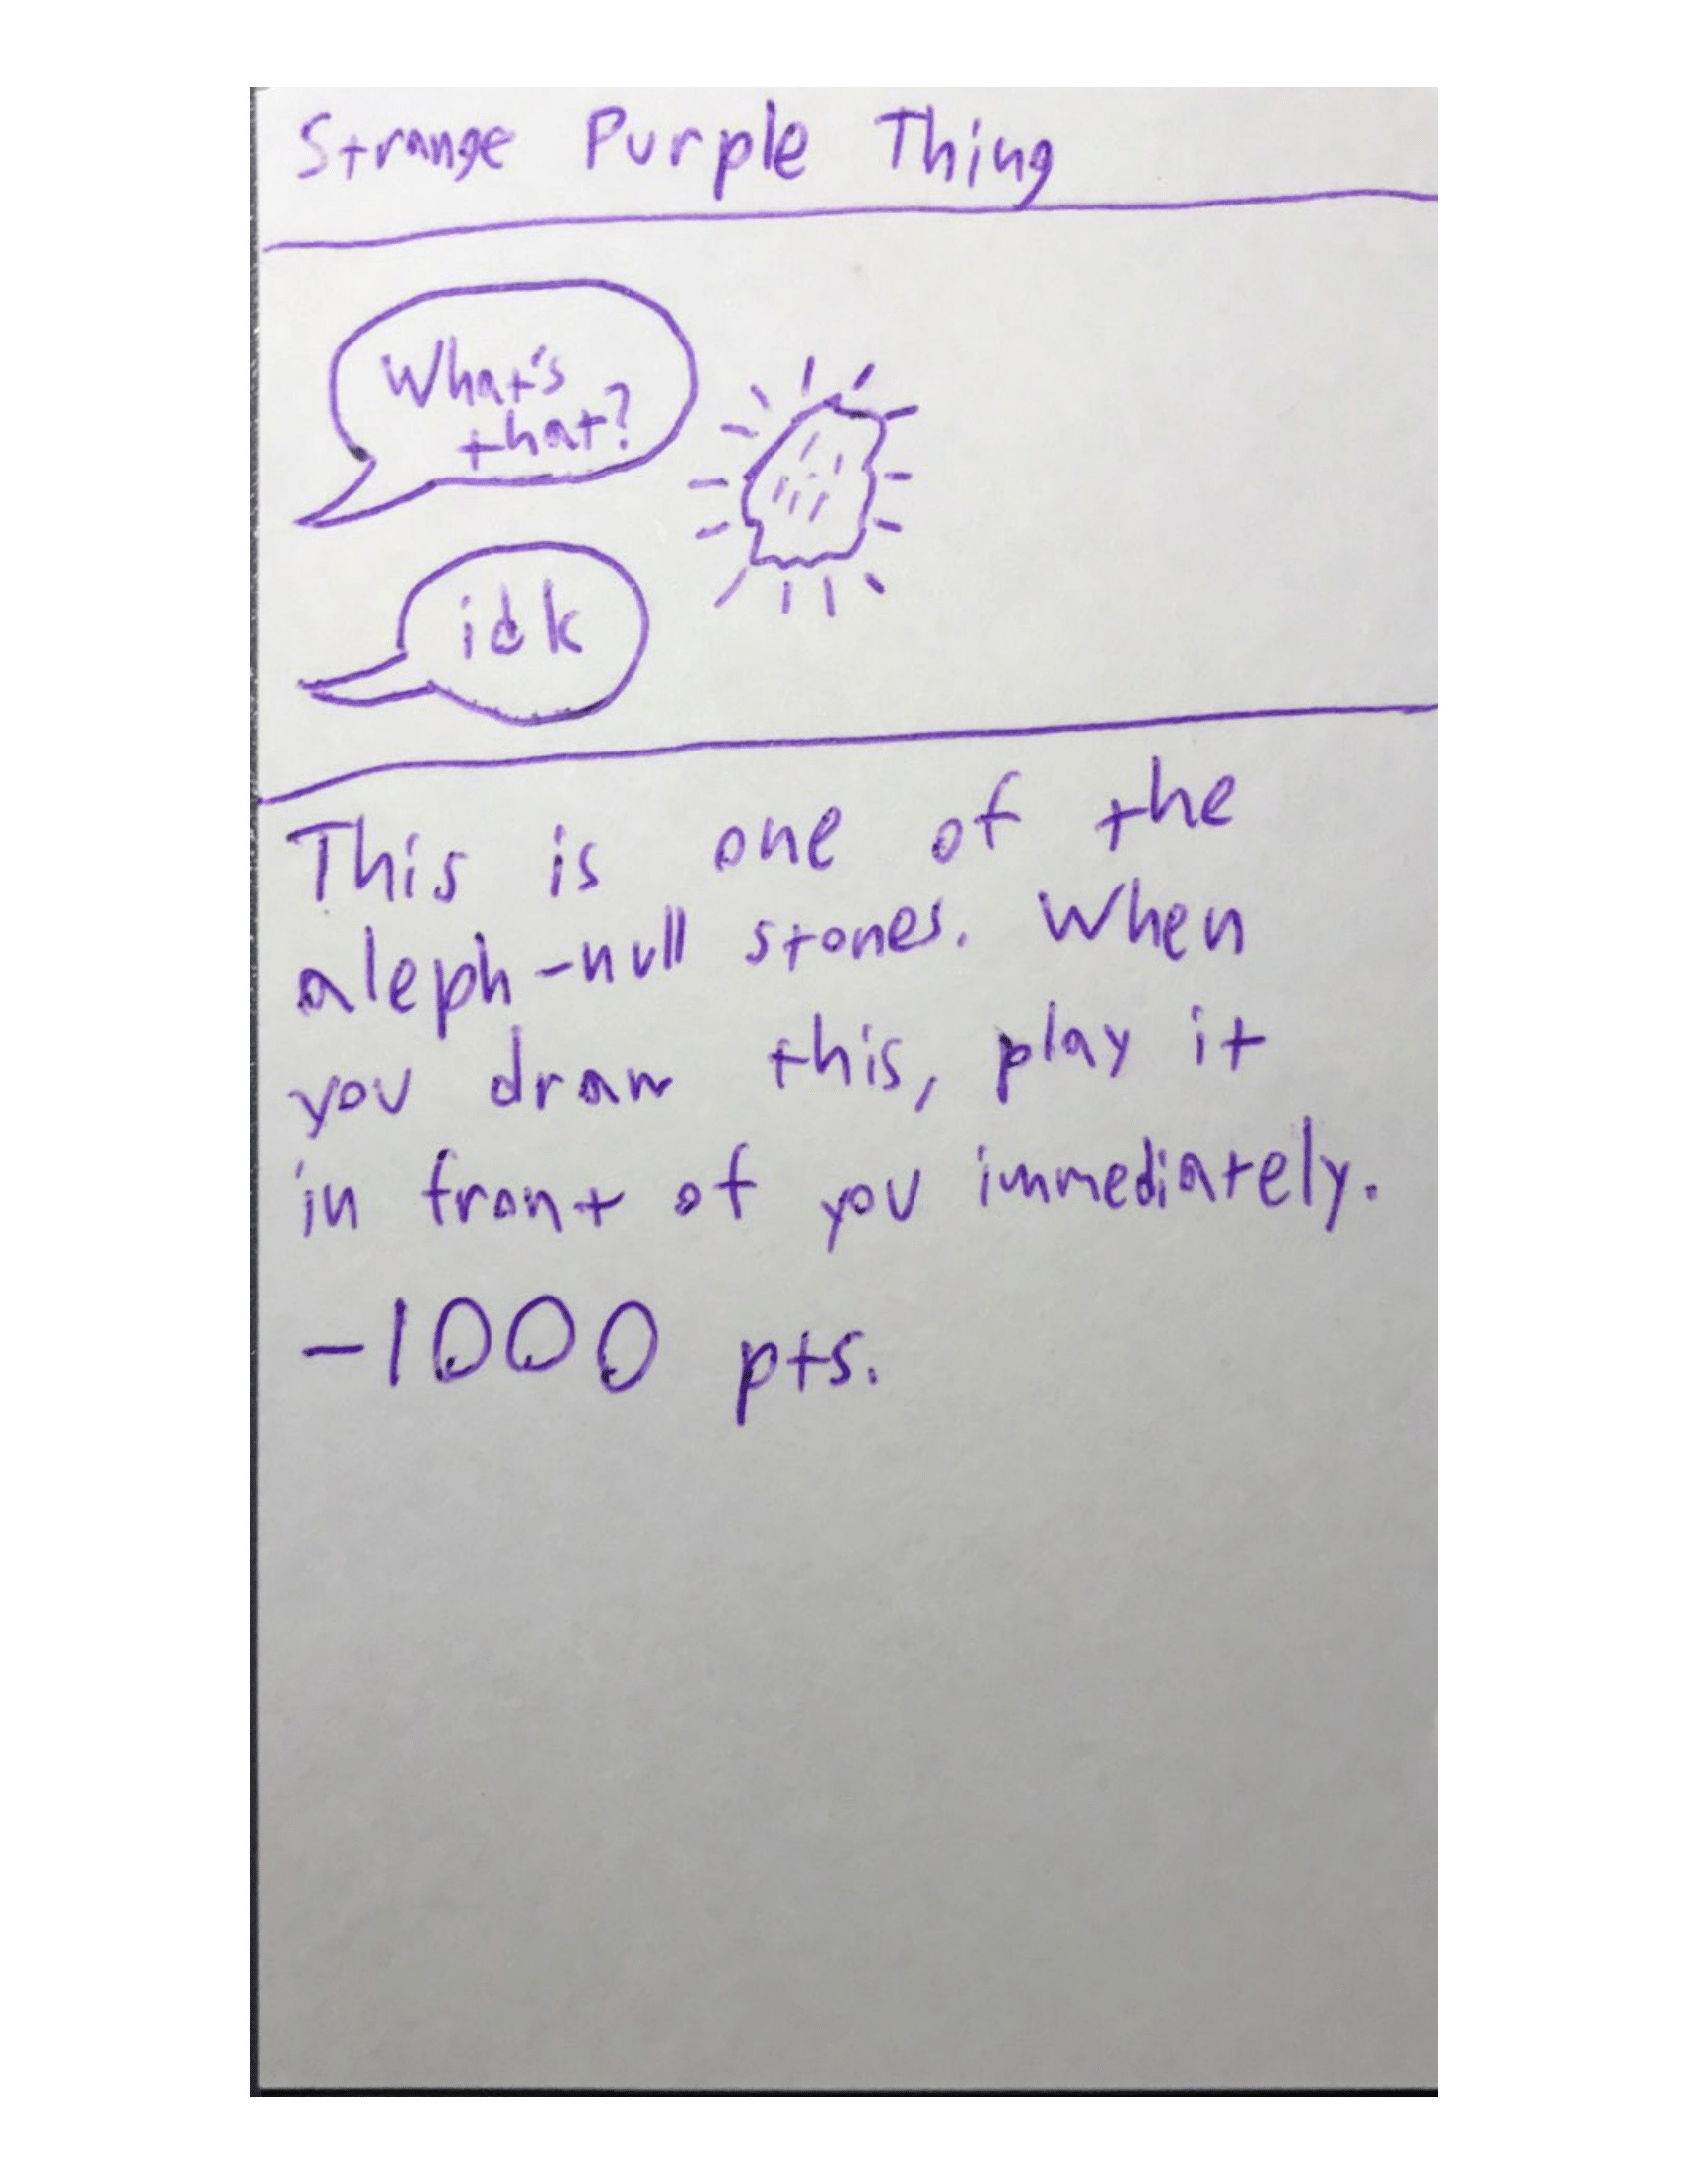 Strange Purple Thing
What's
that?
idk
This is one of the
aleph-null stones. When
you draw this, play it
in front of you immediately.
-1000 pts.